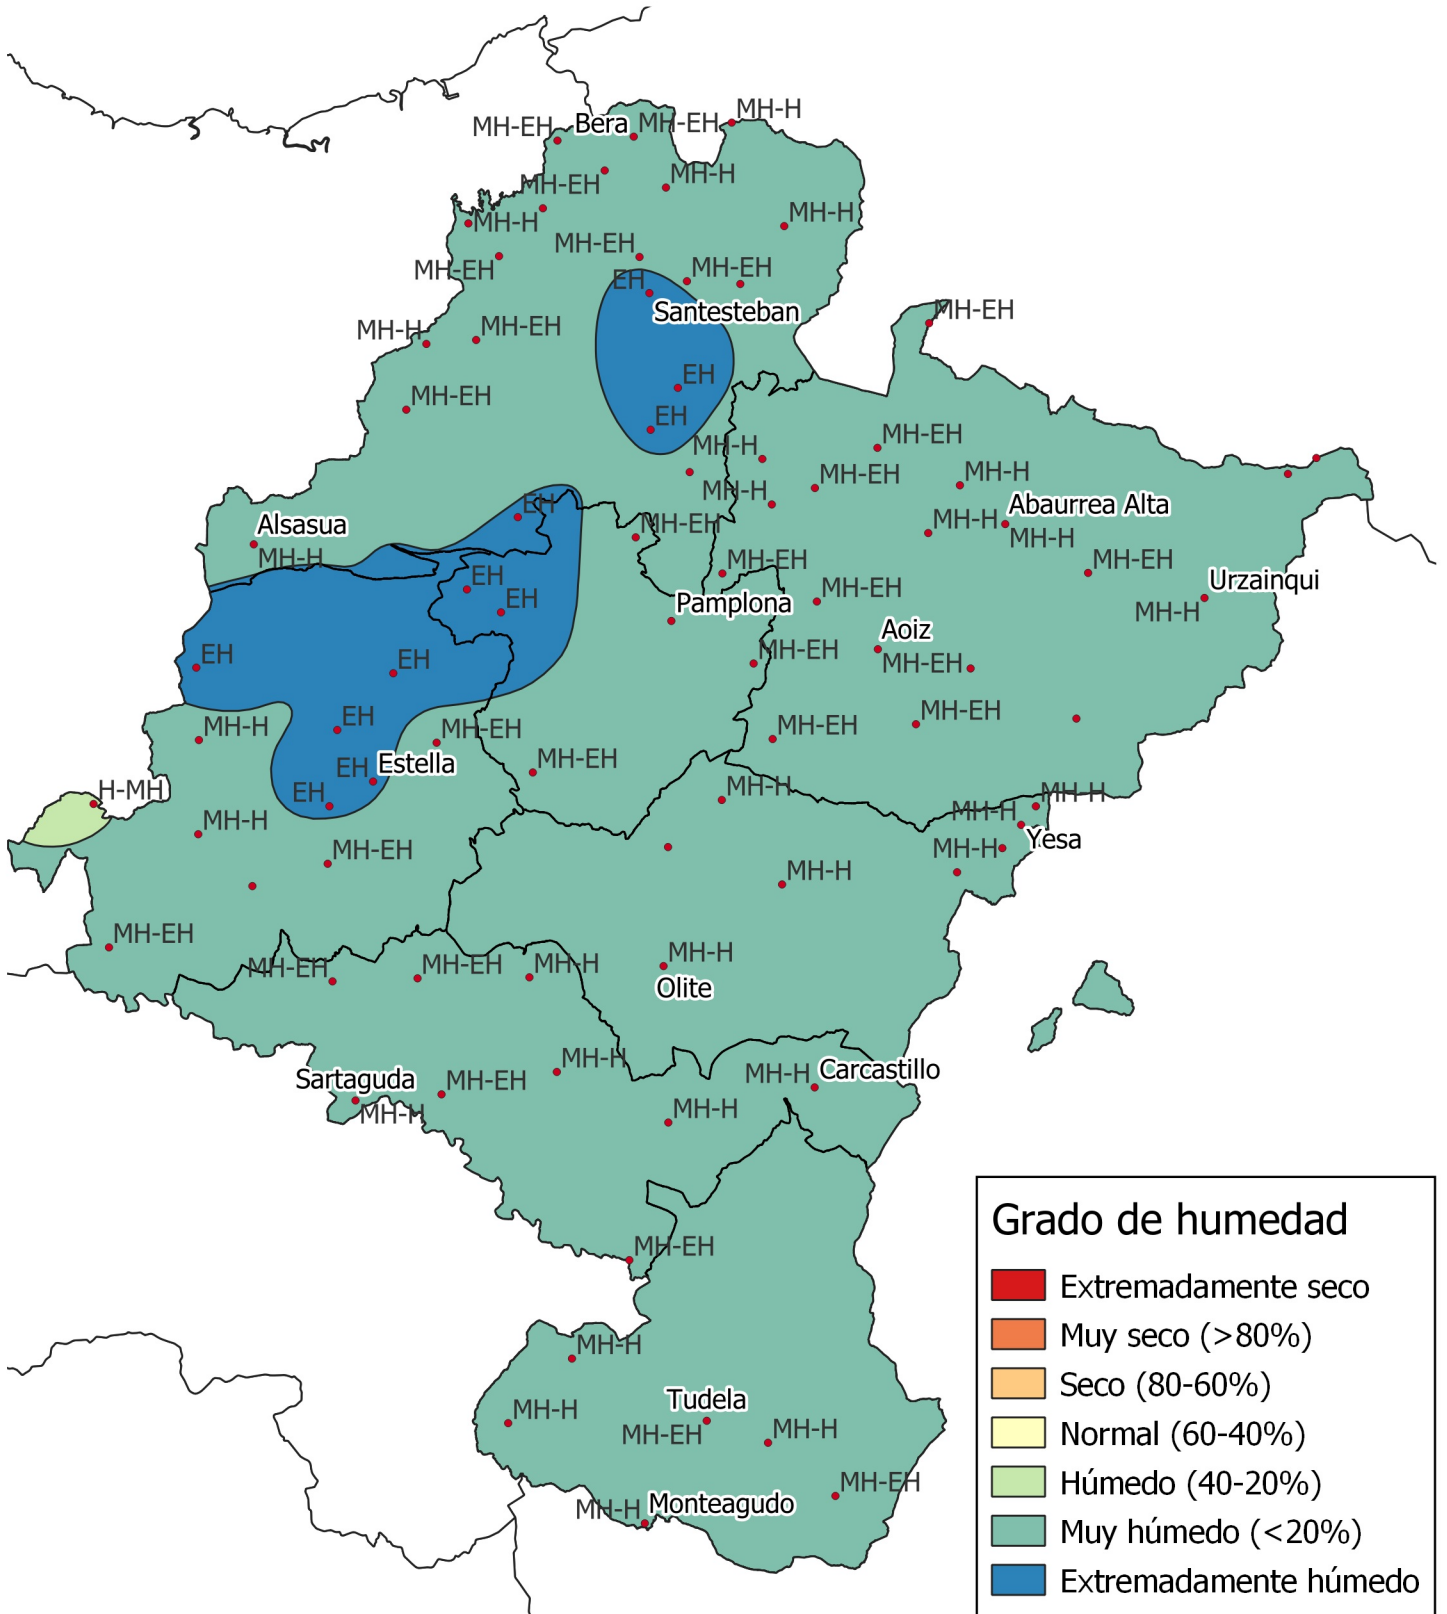 MH-EH
Bera
MH-EH
MH-H
MH-EH
MH-H
MH-H
MH-H
MH-EH
MH-EH
MH-EH
EH
Santesteban
MH-EH
MH-H
MH-EH
EH
MH-EH
EH
MH-H
MH-EH
MH-EH
MH-H
MH-H
EH
Abaurrea Alta
Alsasua
MH-H
MH-EH
MH-H
MH-H
MH-EH
MH-EH
EH
Urzainqui
EH
MH-EH
Pamplona
MH-H
Aoiz
MH-EH
EH
EH
MH-EH
EH
MH-EH
MH-H
MH-EH
MH-EH
MH-EH
EH
Estella
H-MH
EH
MH-H
MH-H
MH-H
MH-H
Yesa
MH-EH
MH-H
MH-H
MH-EH
MH-EH
MH-EH
MH-H
MH-H
Olite
MH-H
MH-H
Carcastillo
Sartaguda
MH-EH
MH-H
MH-H
MH-EH
MH-H
Tudela
MH-H
MH-EH
MH-H
MH-EH
MH-H
Monteagudo
Grado de humedad
Extremadamente seco
Muy seco (>80%)
Seco (80-60%)
Normal (60-40%)
Húmedo (40-20%)
Muy húmedo (<20%)
Extremadamente húmedo